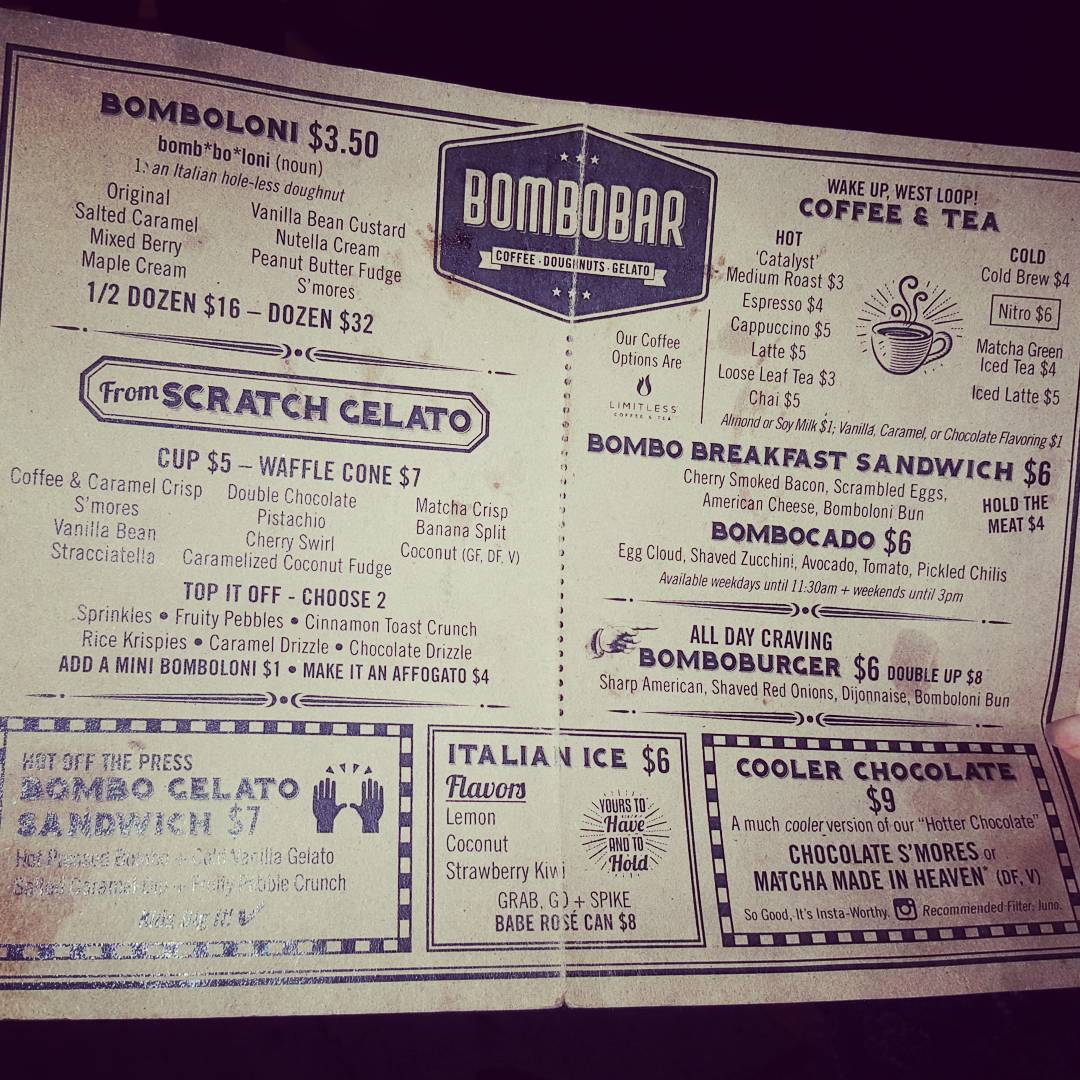 BOMBOLONI $3.50
bomb*bo*loni (noun)
1: an Italian hole-less doughnut
Original
Salted Caramel
Mixed Berry
Maple Cream
Vanilla Bean Custard
Nutella Cream
Peanut Butter Fudge
S'mores
1/2 DOZEN $16 – DOZEN $32
From SCRATCH GELATO
CUP $5 – WAFFLE CONE $7
Coffee & Caramel Crisp
S'mores
Vanilla Bean
Stracciatella
Double Chocolate
Pistachio
Cherry Swirl
Caramelized Coconut Fudge
Matcha Crisp
Banana Split
Coconut (GF, DF, V)
TOP IT OFF - CHOOSE 2
Sprinkles • Fruity Pebbles • Cinnamon Toast Crunch
Rice Krispies • Caramel Drizzle • Chocolate Drizzle
ADD A MINI BOMBOLONI $1 • MAKE IT AN AFFOGATO $4
HOT OFF THE PRESS
BOMBO GELATO
SANDWICH $7
Hot Pressed + Cold Vanilla Gelato
Salted Caramel + Fruity Pebble Crunch
it!
BOMBOBAR
COFFEE · DOUGHNUTS · GELATO
WAKE UP, WEST LOOP!
COFFEE & TEA
HOT
'Catalyst'
Medium Roast $3
Espresso $4
Cappuccino $5
Latte $5
Loose Leaf Tea $3
Chai $5
COLD
Cold Brew $4
Nitro $6
Matcha Green
Iced Tea $4
Iced Latte $5
Our Coffee
Options Are
LIMITLESS
COFFEE & TEA
Almond or Soy Milk $1; Vanilla, Caramel, or Chocolate Flavoring $1
BOMBO BREAKFAST SANDWICH $6
Cherry Smoked Bacon, Scrambled Eggs,
American Cheese, Bomboloni Bun
HOLD THE
MEAT $4
BOMBOCADO $6
Egg Cloud, Shaved Zucchini, Avocado, Tomato, Pickled Chilis
Available weekdays until 11:30am + weekends until 3pm
ALL DAY CRAVING
BOMBOBURGER $6 DOUBLE UP $8
Sharp American, Shaved Red Onions, Dijonnaise, Bomboloni Bun
ITALIAN ICE $6
Flavors
Lemon
Coconut
Strawberry Kiwi
YOURS TO
Have
AND TO
Hold
GRAB, GO + SPIKE
BABE ROSÉ CAN $8
COOLER CHOCOLATE
$9
A much cooler version of our "Hotter Chocolate"
CHOCOLATE S'MORES or
MATCHA MADE IN HEAVEN* (DF, V)
So Good, It's Insta-Worthy. Recommended Filter: Juno.